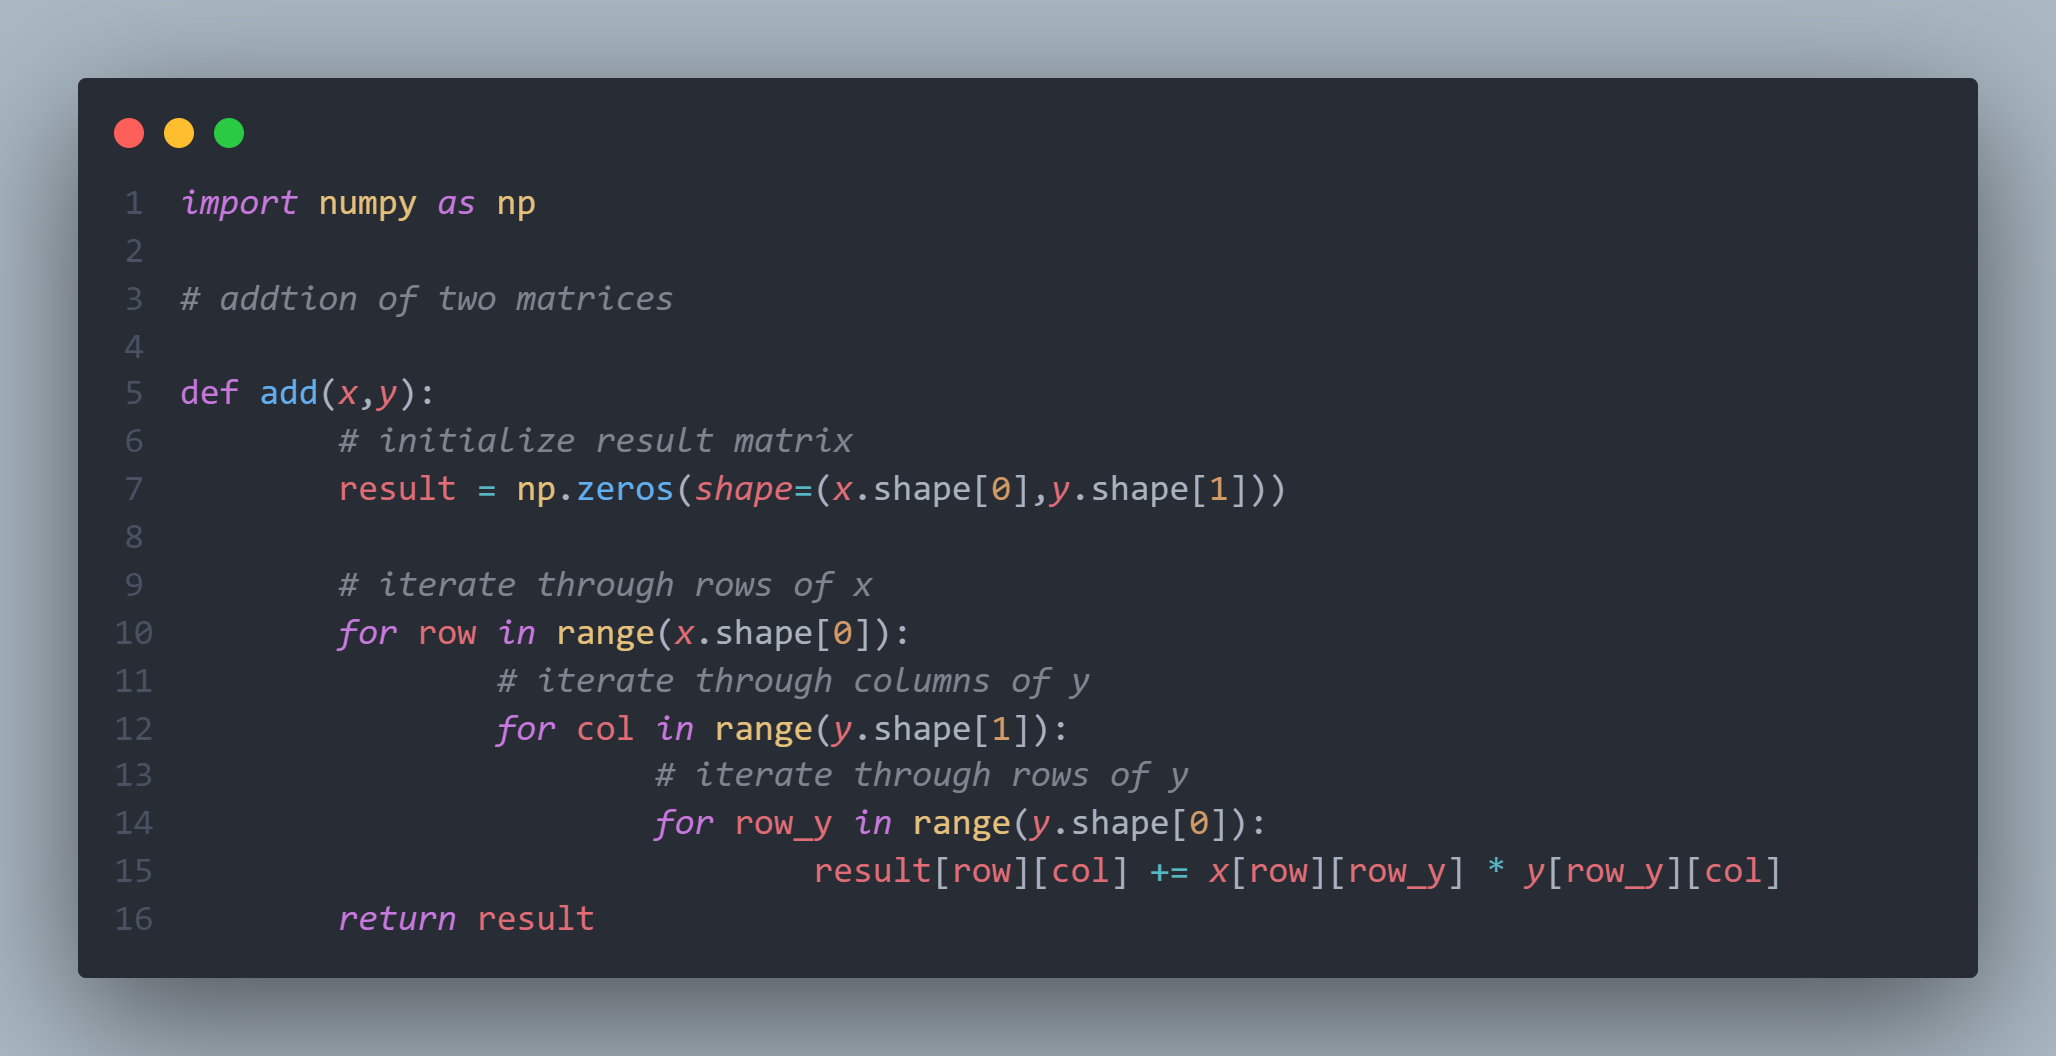 1 import numpy as np
2
3 # addtion of two matrices
4
5 def add(x,y):
6         # initialize result matrix
7         result = np.zeros(shape=(x.shape[0],y.shape[1]))
8
9         # iterate through rows of x
10         for row in range(x.shape[0]):
11                 # iterate through columns of y
12                 for col in range(y.shape[1]):
13                         # iterate through rows of y
14                         for row_y in range(y.shape[0]):
15                                 result[row][col] += x[row][row_y] * y[row_y][col]
16         return result